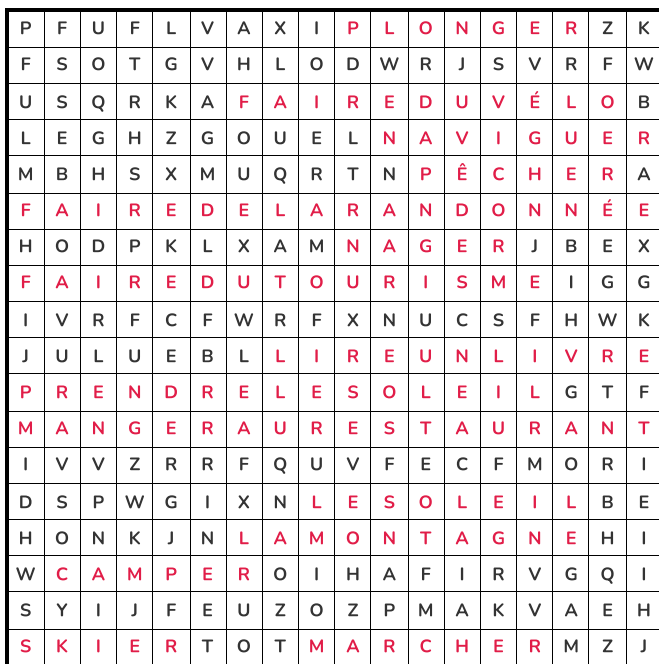 P F U F L V A X I P L O N G E R Z K
F S O T G V H L O D W R J S V R F W
U S Q R K A F A I R E D U V É L O B
L E G H Z G O U E L N A V I G U E R
M B H S X M U Q R T N P Ê C H E R A
F A I R E D E L A R A N D O N N É E
H O D P K L X A M N A G E R J B E X
F A I R E D U T O U R I S M E I G G
I V R F C F W R F X N U C S F H W K
J U L U E B L L I R E U N L I V R E
P R E N D R E L E S O L E I L G T F
M A N G E R A U R E S T A U R A N T
I V V Z R R F Q U V F E C F M O R I
D S P W G I X N L E S O L E I L B E
H O N K J N L A M O N T A G N E H I
W C A M P E R O I H A F I R V G Q I
S Y I J F E U Z O Z P M A K V A E H
S K I E R T O T M A R C H E R M Z J